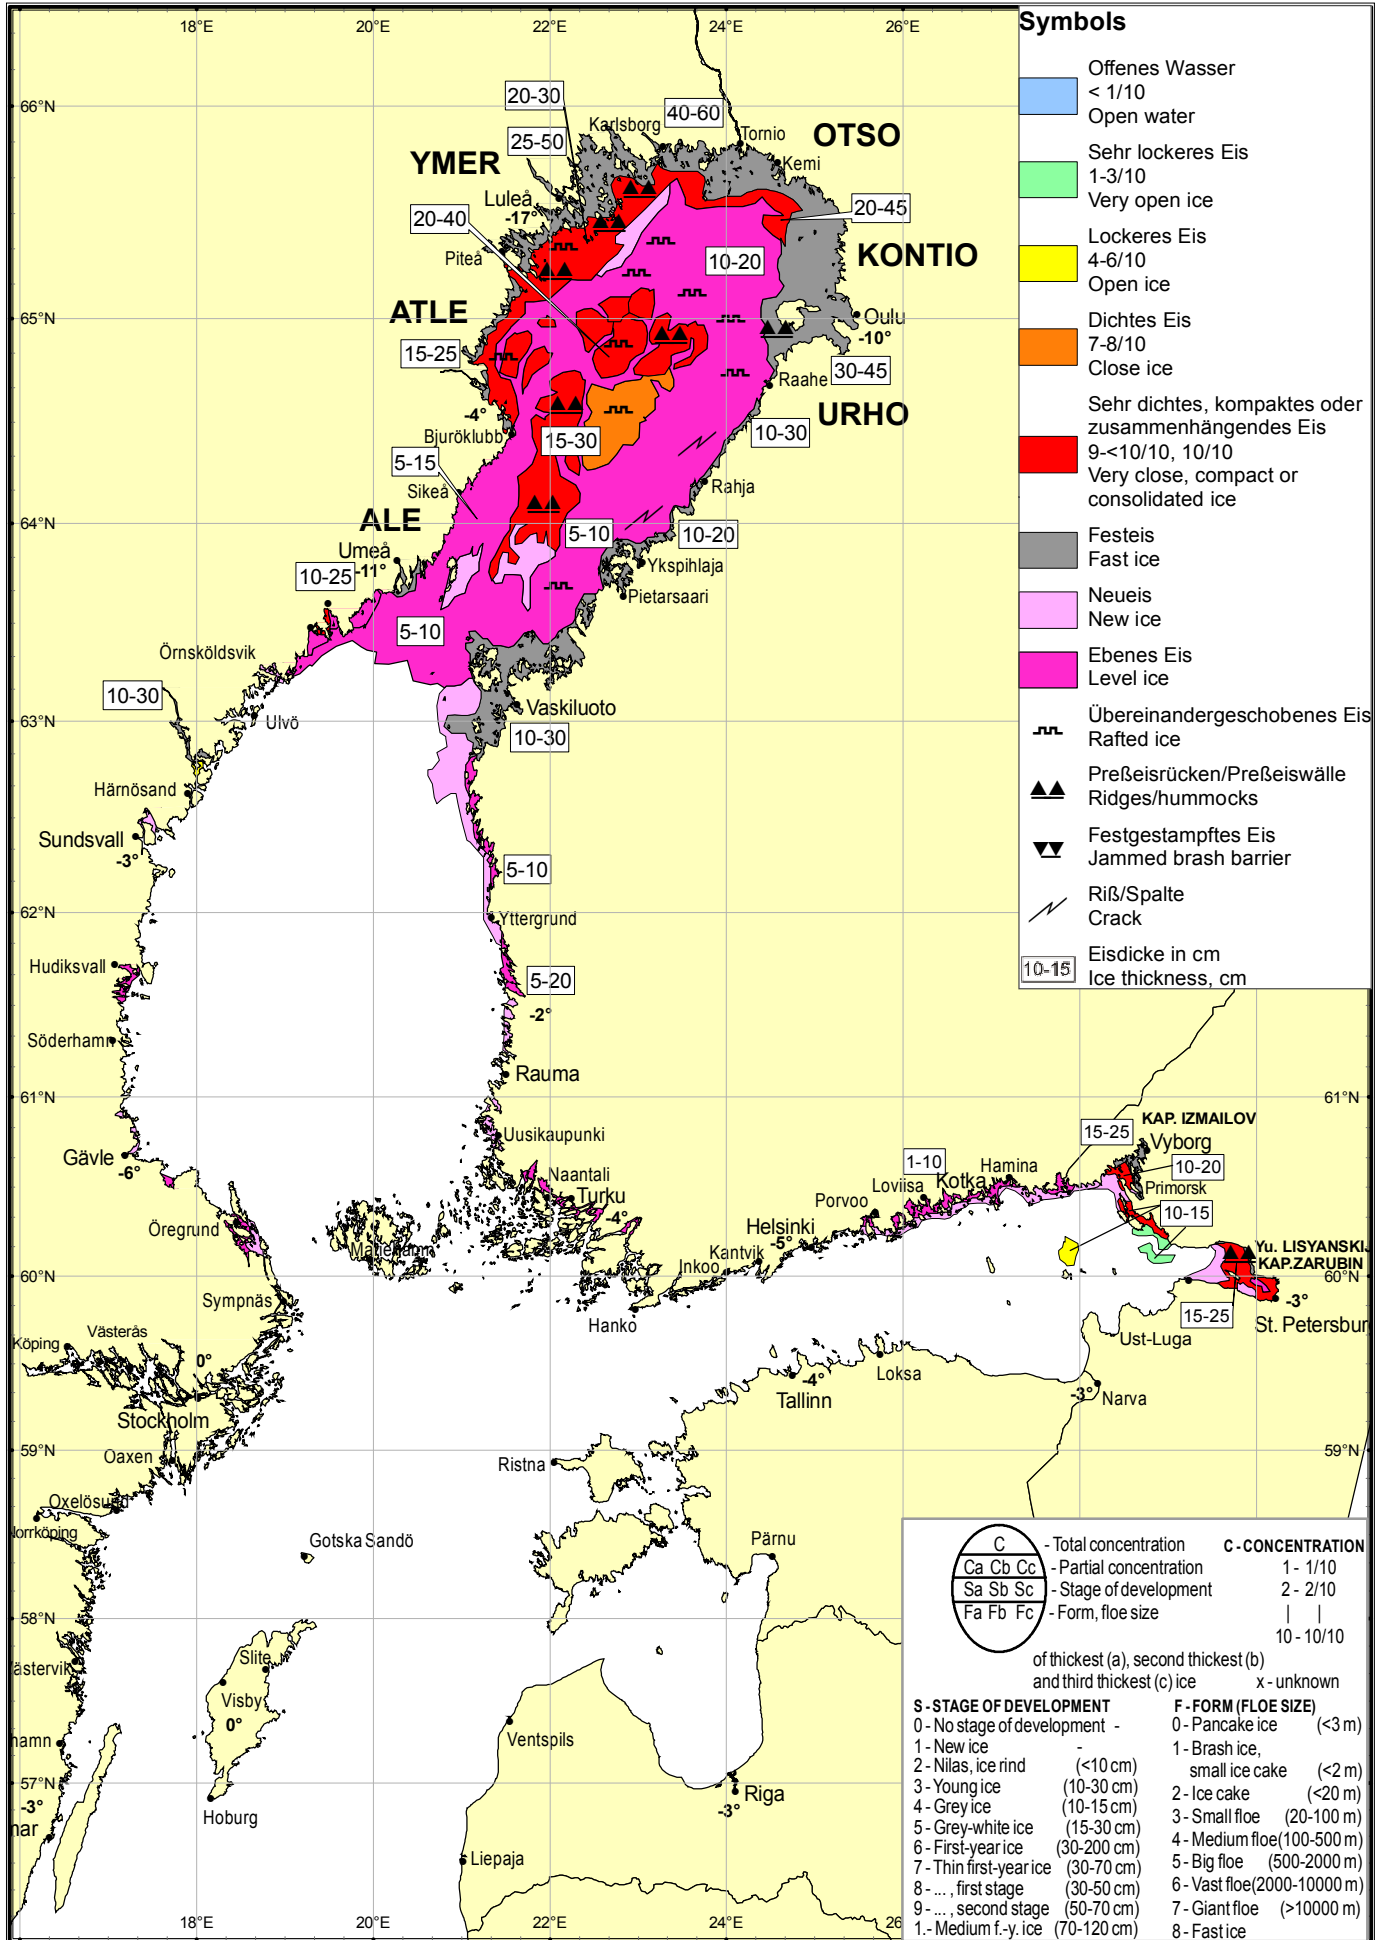 18°E
20°E
22°E
24°E
26°E
Symbols
Offenes Wasser
< 1/10
Open water
Sehr lockeres Eis
1-3/10
Very open ice
Lockeres Eis
4-6/10
Open ice
Dichtes Eis
7-8/10
Close ice
Sehr dichtes, kompaktes oder
zusammenhängendes Eis
9-<10/10, 10/10
Very close, compact or
consolidated ice
Festeis
Fast ice
Neueis
New ice
Ebenes Eis
Level ice
Übereinandergeschobenes Eis
Rafted ice
Preßeisrücken/Preßeiswälle
Ridges/hummocks
Festgestampftes Eis
Jammed brash barrier
Riß/Spalte
Crack
10-15
Eisdicke in cm
Ice thickness, cm
66°N
20-30
40-60
Karlsborg
Tornio
OTSO
25-50
YMER
Kemi
Luleå
-17°
20-40
20-45
Piteå
10-20
KONTIO
ATLE
65°N
Oulu
-10°
15-25
30-45
Raahe
-4°
URHO
Bjuröklubb
15-30
10-30
5-15
Sikeå
Rahja
64°N
ALE
5-10
10-20
Umeå
-11°
Ykspihlaja
10-25
Pietarsaari
5-10
Örnsköldsvik
10-30
Vaskiluoto
63°N
Ulvö
10-30
Härnösand
Sundsvall
-3°
5-10
62°N
Yttergrund
Hudiksvall
5-20
-2°
Söderhamn
Rauma
61°N
61°N
KAP. IZMAILOV
15-25
Uusikaupunki
Vyborg
Gävle
-6°
1-10
Hamina
10-20
Naantali
Loviisa
Kotka
Primorsk
Turku
-4°
Porvoo
10-15
Öregrund
Helsinki
-5°
Mariehamn
Kantvik
Yu. LISYANSKI,
KAP.ZARUBIN
Inkoo
60°N
60°N
Sympnäs
-3°
Hanko
15-25
St. Petersbur
Köping
Västerås
Ust-Luga
0°
Loksa
-4°
Tallinn
-3°
Narva
Stockholm
59°N
59°N
Oaxen
Ristna
Oxelösund
Norrköping
Gotska Sandö
Pärnu
58°N
Slite
ästervik
Visby
0°
Ventspils
hamn
57°N
-3°
Riga
-3°
Hoburg
nar
Liepaja
18°E
20°E
22°E
24°E
26°E
C
- Total concentration
C - CONCENTRATION
Ca Cb Cc
- Partial concentration
1 - 1/10
Sa Sb Sc
- Stage of development
2 - 2/10
Fa Fb Fc
- Form, floe size
| |
10 - 10/10
of thickest (a), second thickest (b)
and third thickest (c) ice
x - unknown
S - STAGE OF DEVELOPMENT
0 - No stage of development -
1 - New ice -
2 - Nilas, ice rind (<10 cm)
3 - Young ice (10-30 cm)
4 - Grey ice (10-15 cm)
5 - Grey-white ice (15-30 cm)
6 - First-year ice (30-200 cm)
7 - Thin first-year ice (30-70 cm)
8 - ... , first stage (30-50 cm)
9 - ... , second stage (50-70 cm)
1.- Medium f.-y. ice (70-120 cm)
F - FORM (FLOE SIZE)
0 - Pancake ice (<3 m)
1 - Brash ice,
small ice cake (<2 m)
2 - Ice cake (<20 m)
3 - Small floe (20-100 m)
4 - Medium floe (100-500 m)
5 - Big floe (500-2000 m)
6 - Vast floe (2000-10000 m)
7 - Giant floe (>10000 m)
8 - Fast ice